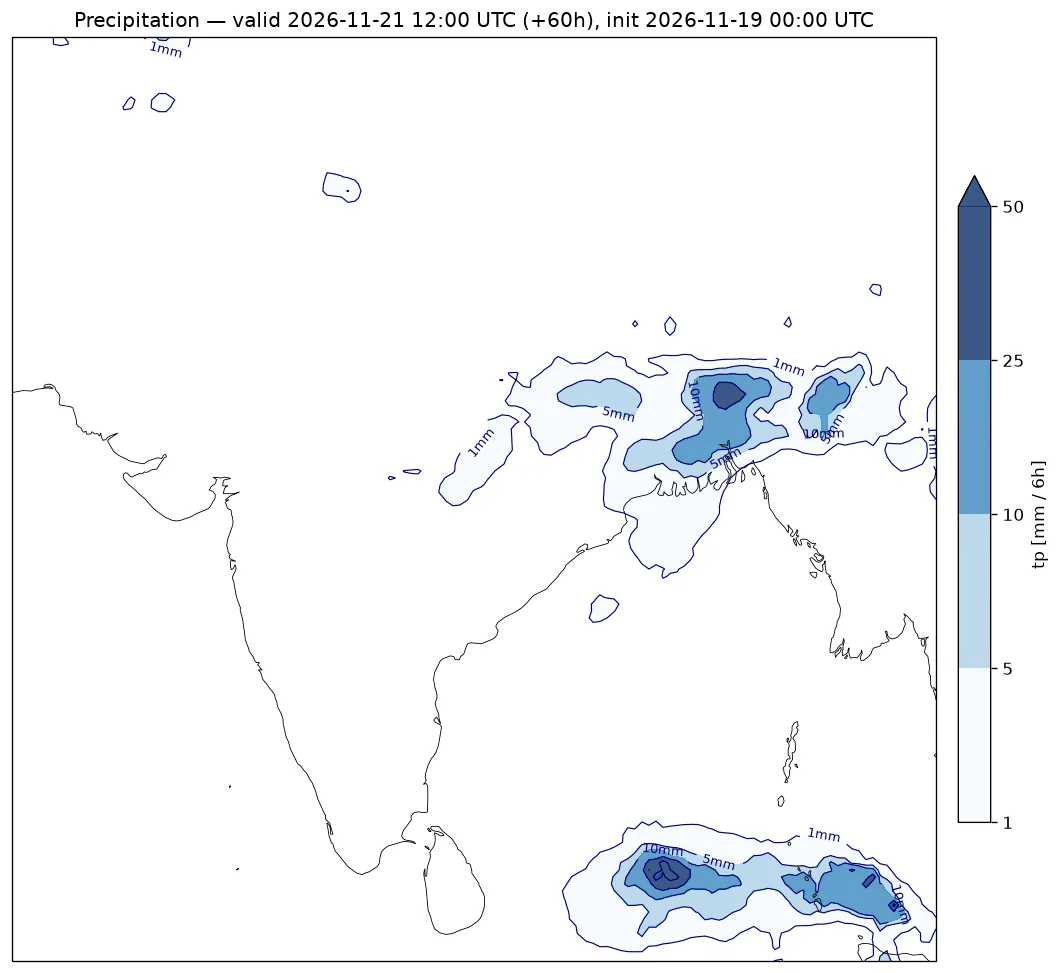 Precipitation — valid 2026-11-21 12:00 UTC (+60h), init 2026-11-19 00:00 UTC
1mm
50
25
1mm
10mm
5mm
10mm
5mm
1mm
1mm
5mm
10
tp [mm / 6h]
5
1mm
1
10mm
5mm
10mm